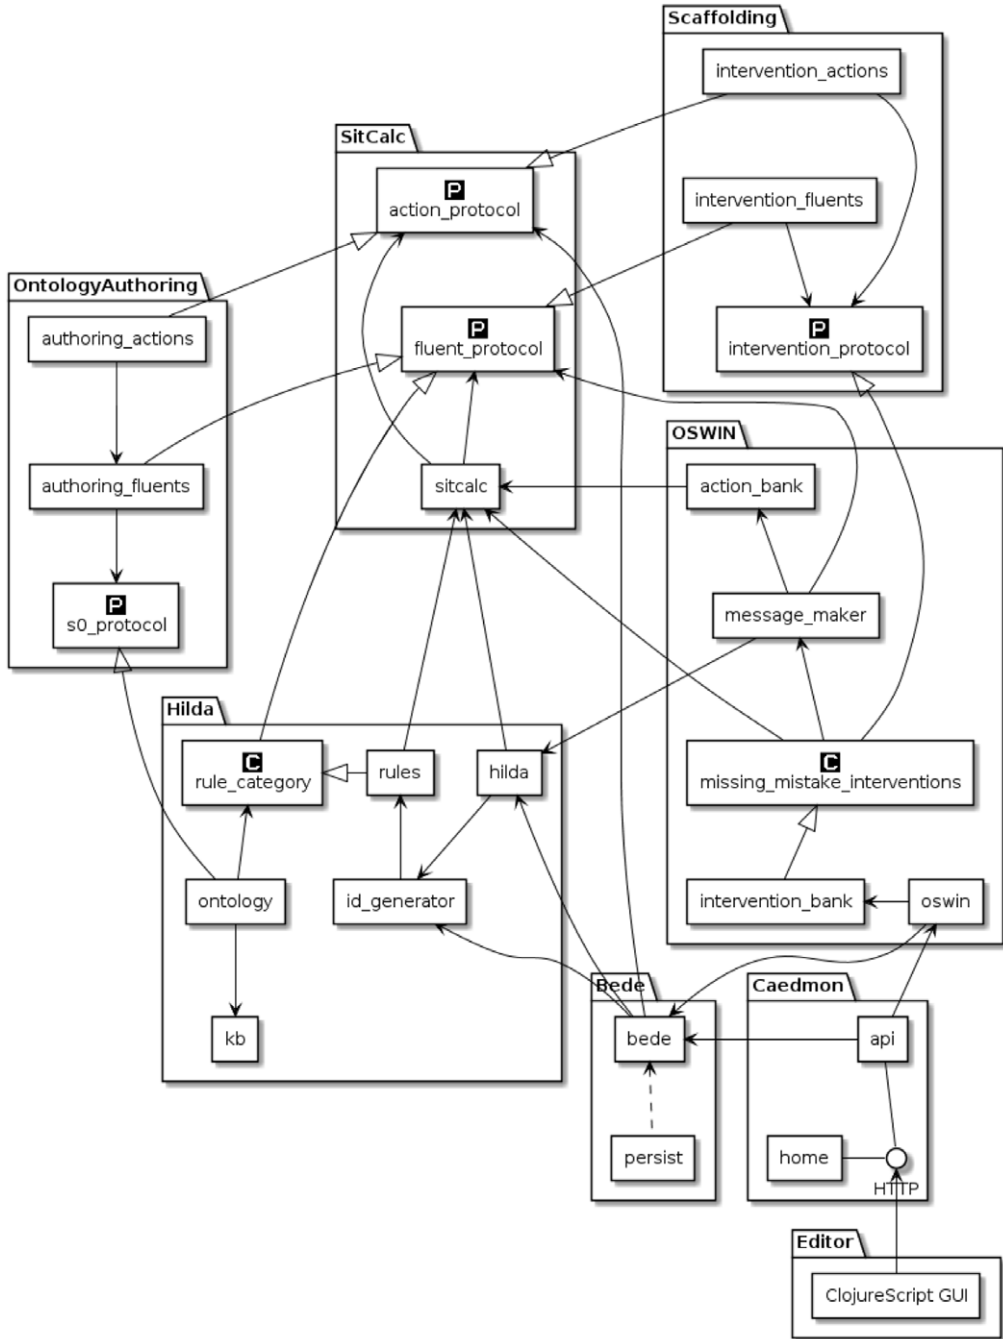 Scaffolding
intervention_actions
SitCalc
P
action_protocol
intervention_fluents
OntologyAuthoring
authoring_actions
P
fluent_protocol
P
intervention_protocol
OSWIN
authoring_fluents
sitcalc
action_bank
P
s0_protocol
message_maker
Hilda
C
rule_category
rules
hilda
C
missing_mistake_interventions
ontology
id_generator
intervention_bank
oswin
Bede
Caedmon
kb
bede
api
persist
home
HTTP
Editor
ClojureScript GUI